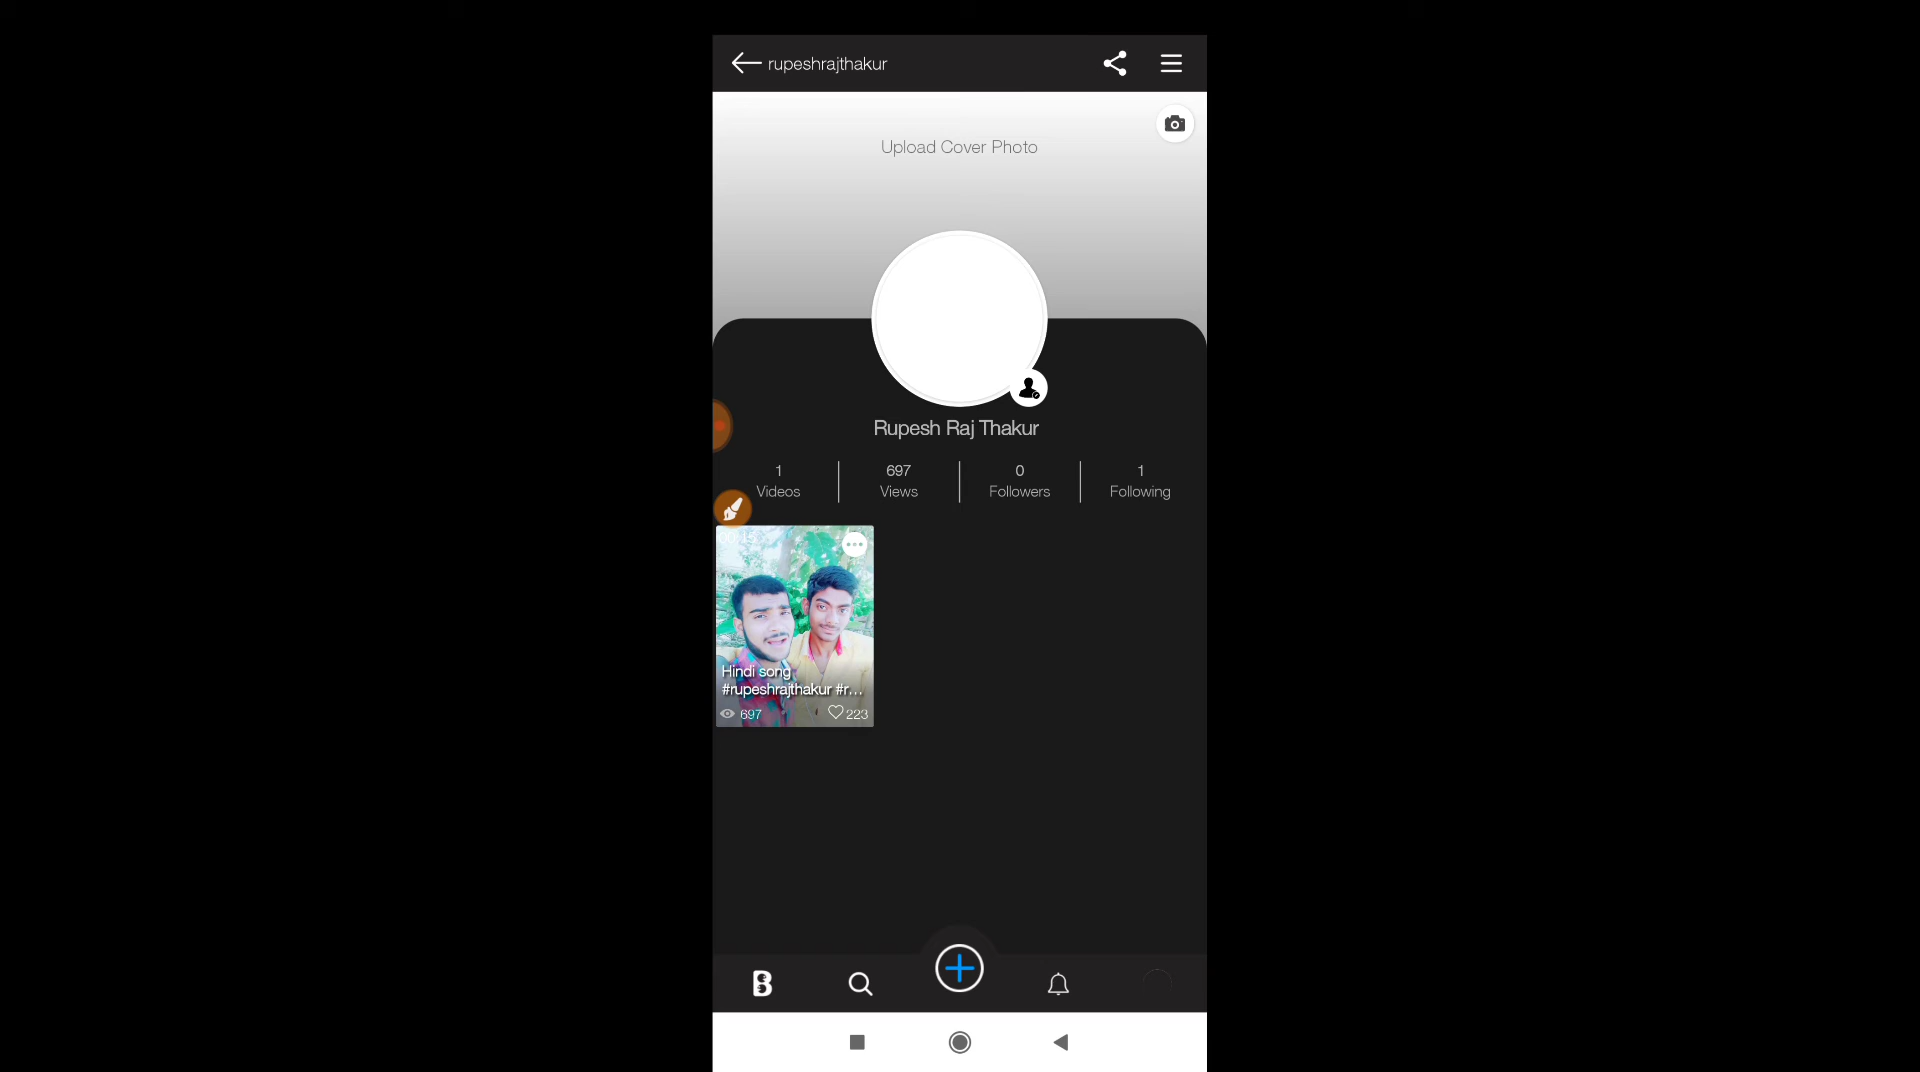 rupeshrajthakur
Upload Cover Photo
Rupesh Raj Thakur
1
Videos
697
Views
0
Followers
1
Following
Hindi song
#rupeshrajthakur #r...
697
223
B